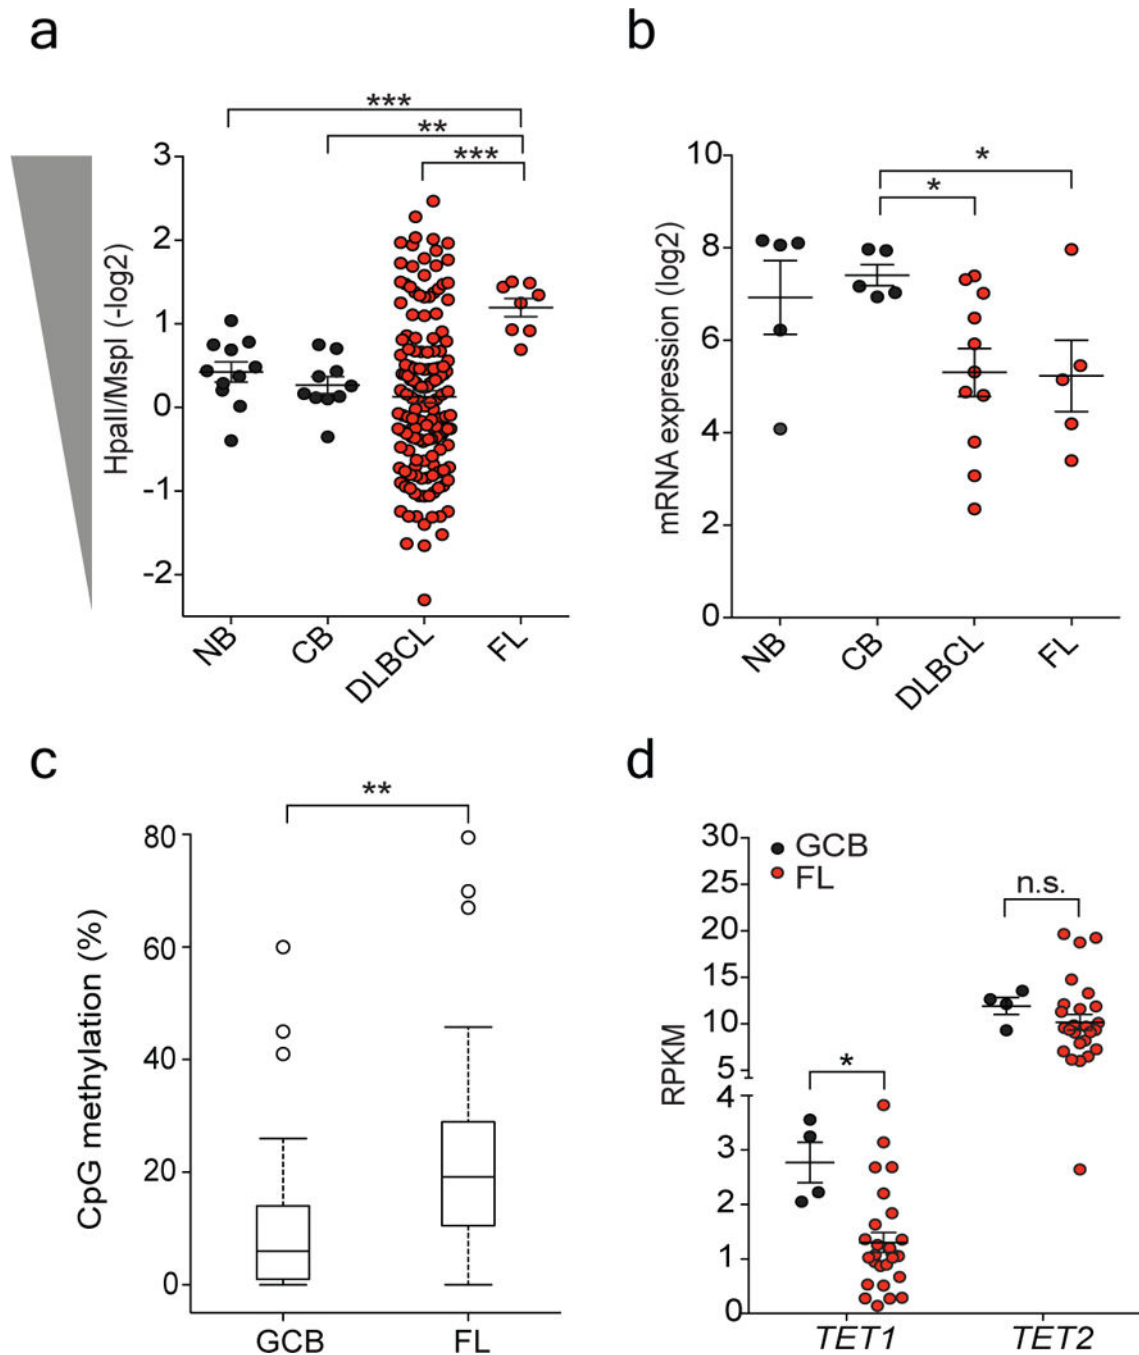 a
***
**
***
3
2
1
0
-1
-2
HpaII/MspI (-log2)
NB
CB
DLBCL
FL
b
*
*
10
8
6
4
2
0
mRNA expression (log2)
NB
CB
DLBCL
FL
c
**
80
60
40
20
0
CpG methylation (%)
GCB
FL
d
30
25
20
15
10
5
4
3
2
1
0
RPKM
GCB
FL
n.s.
*
TET1
TET2